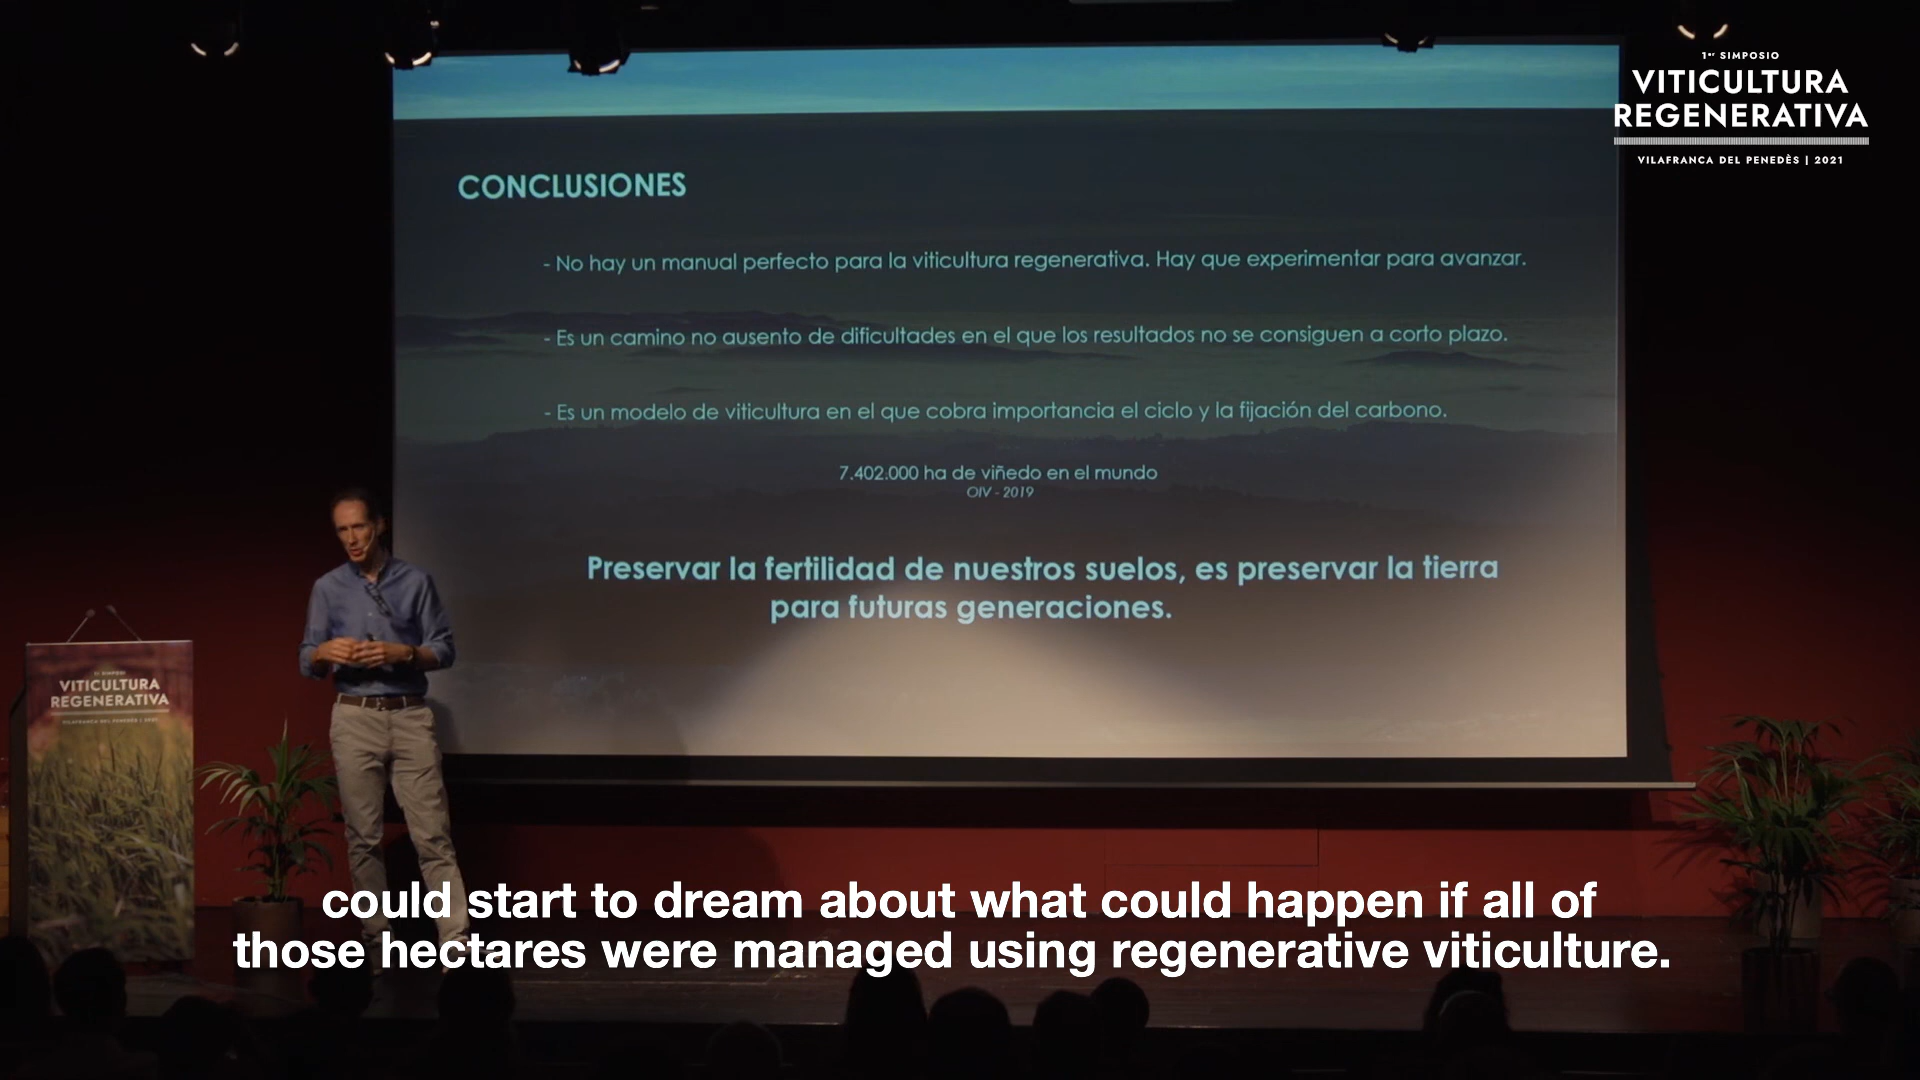 1er SIMPOSIO
VITICULTURA
REGENERATIVA
VILAFRANCA DEL PENEDÈS | 2021
CONCLUSIONES
- No hay un manual perfecto para la viticultura regenerativa. Hay que experimentar para avanzar.
- Es un camino no ausento de dificultades en el que los resultados no se consiguen a corto plazo.
- Es un modelo de viticultura en el que cobra importancia el ciclo y la fijación del carbono.
7.402.000 ha de viñedo en el mundo
OIV - 2019
Preservar la fertilidad de nuestros suelos, es preservar la tierra
para futuras generaciones.
SIMPOSI
VITICULTURA
REGENERATIVA
VILAFRANCA DEL PENEDÈS | 2021
could start to dream about what could happen if all of
those hectares were managed using regenerative viticulture.